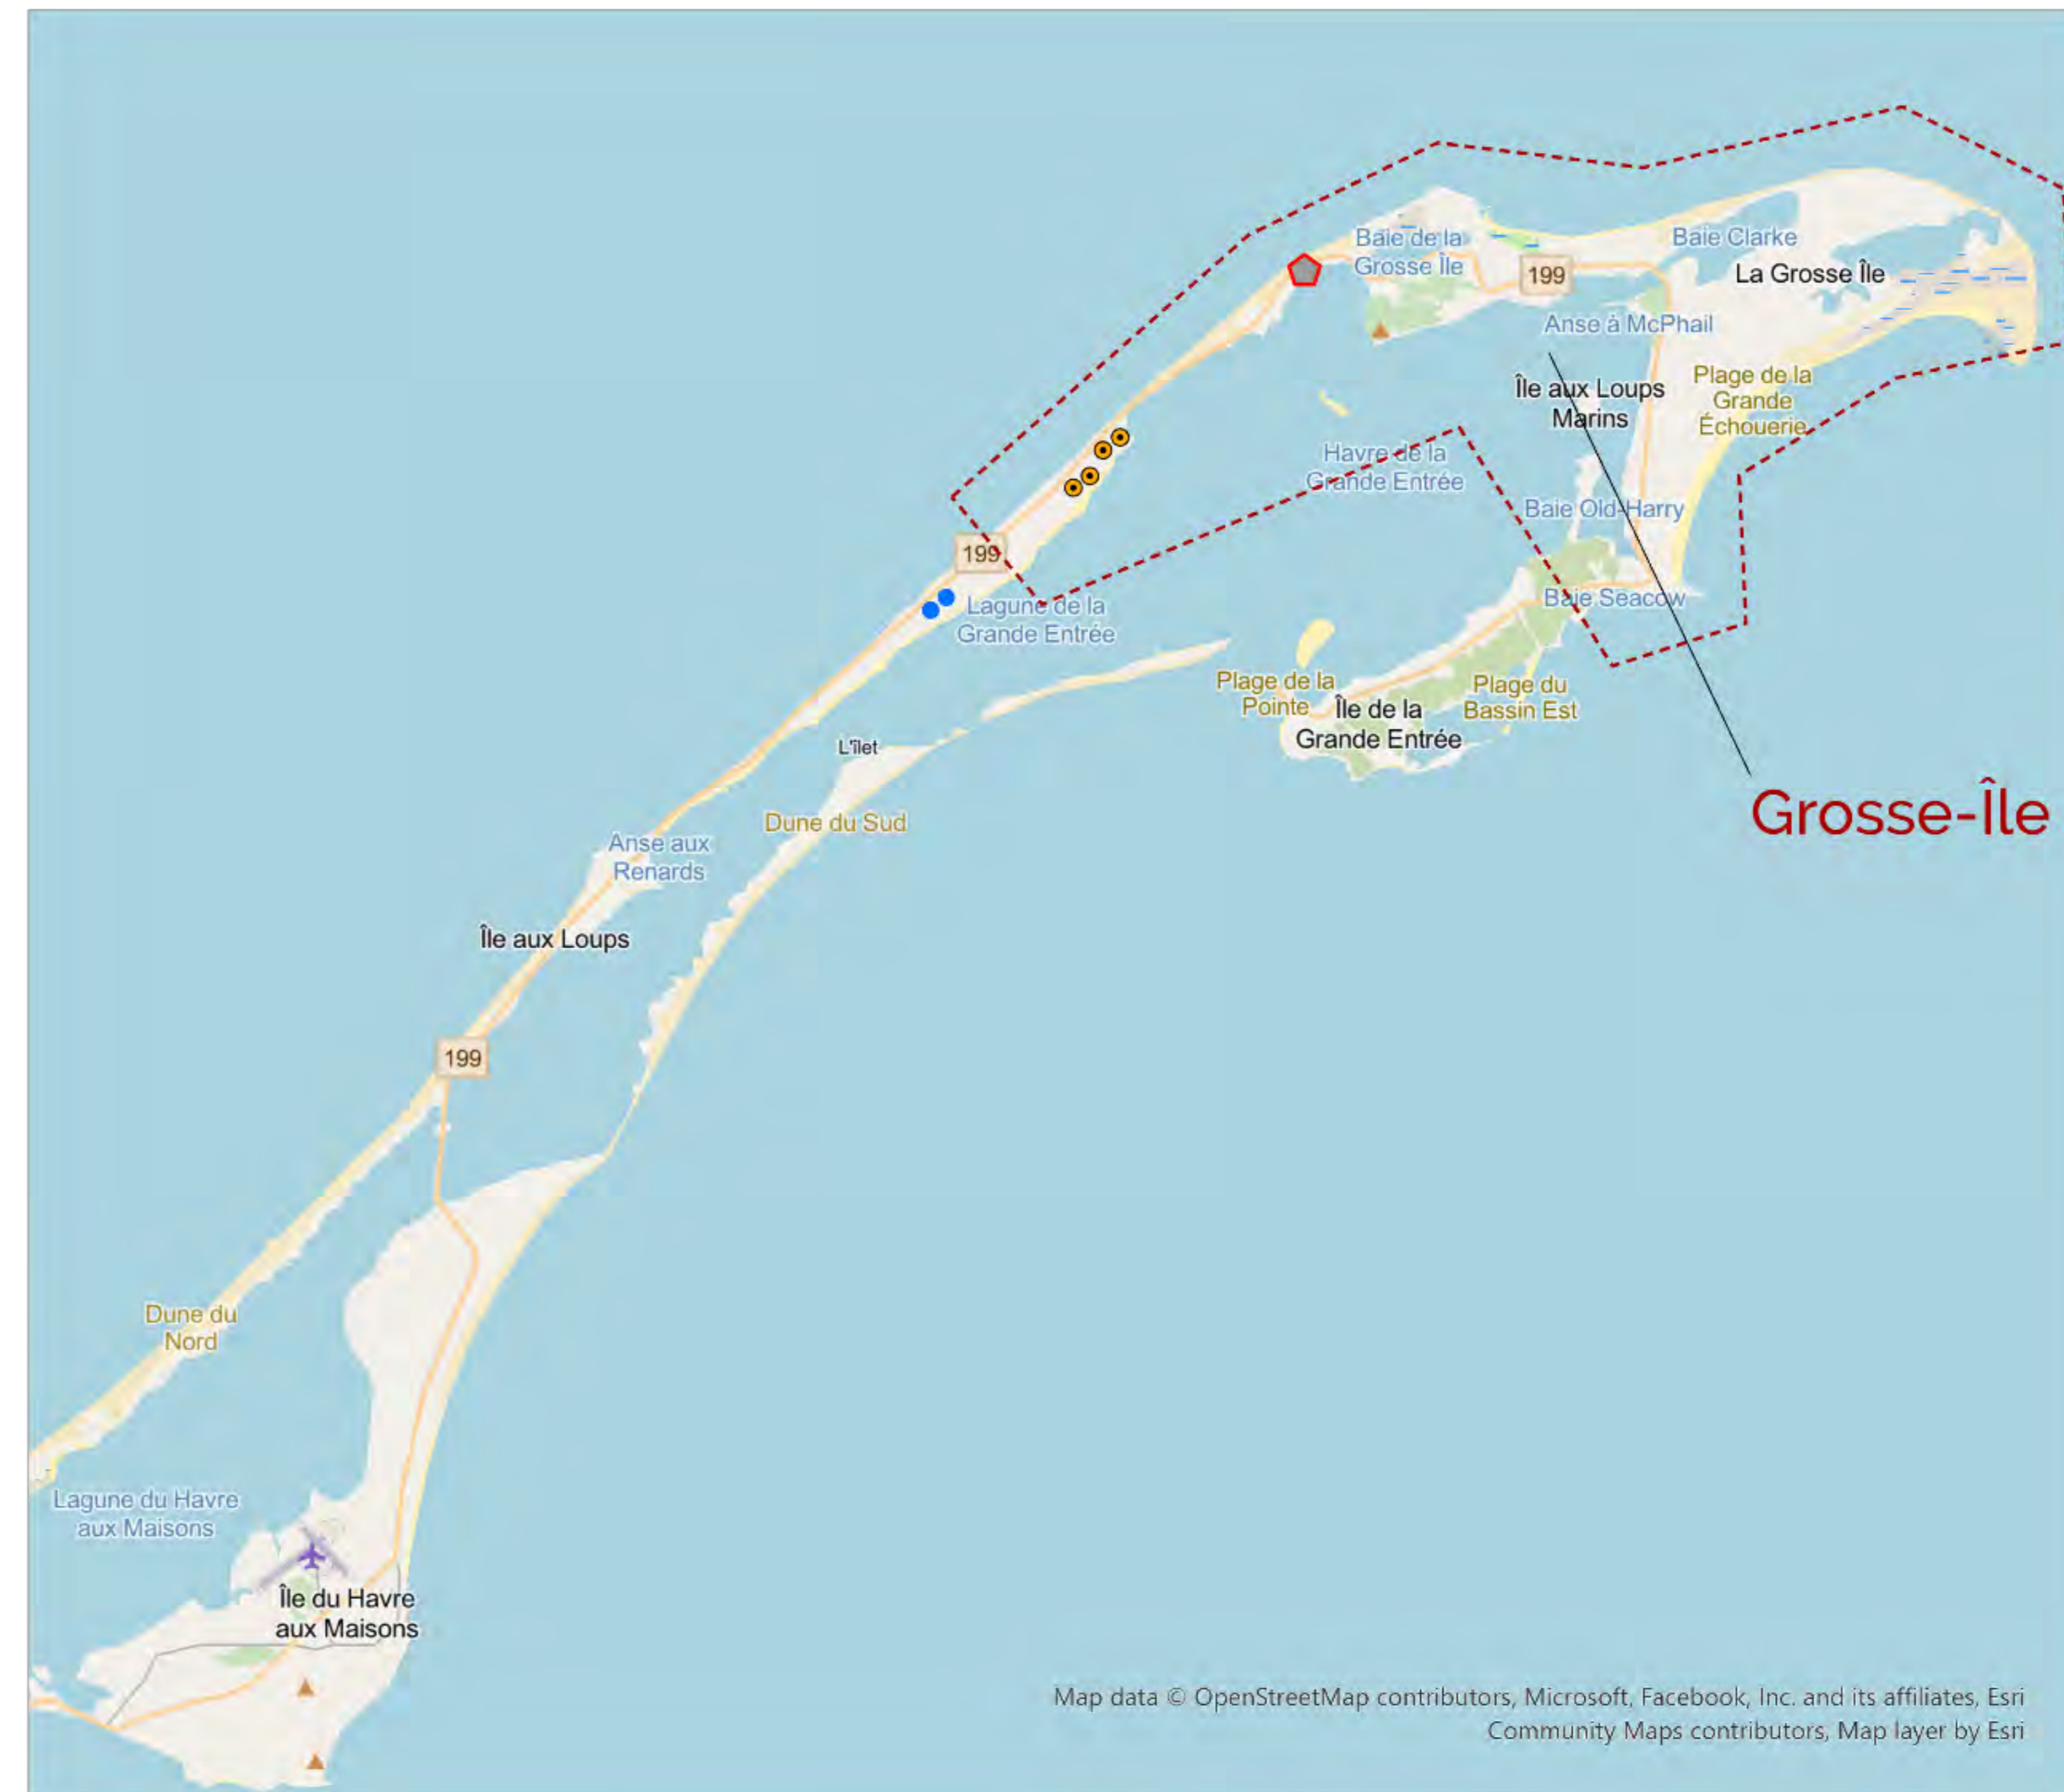 Baie de la
Grosse Île
Baie Clarke
199
La Grosse Île
Anse à McPhail
Île aux Loups
Marins
Plage de la
Grande
Échouerie
Havre de la
Grande Entrée
Baie Old-Harry
199
Lagune de la
Grande Entrée
Baie Seacow
Plage de la
Pointe
Île de la
Grande Entrée
Plage du
Bassin Est
L'îlet
Grosse-Île
Dune du Sud
Anse aux
Renards
Île aux Loups
199
Dune du
Nord
Lagune du Havre
aux Maisons
Île du Havre
aux Maisons
Map data © OpenStreetMap contributors, Microsoft, Facebook, Inc. and its affiliates, Esri
Community Maps contributors, Map layer by Esri